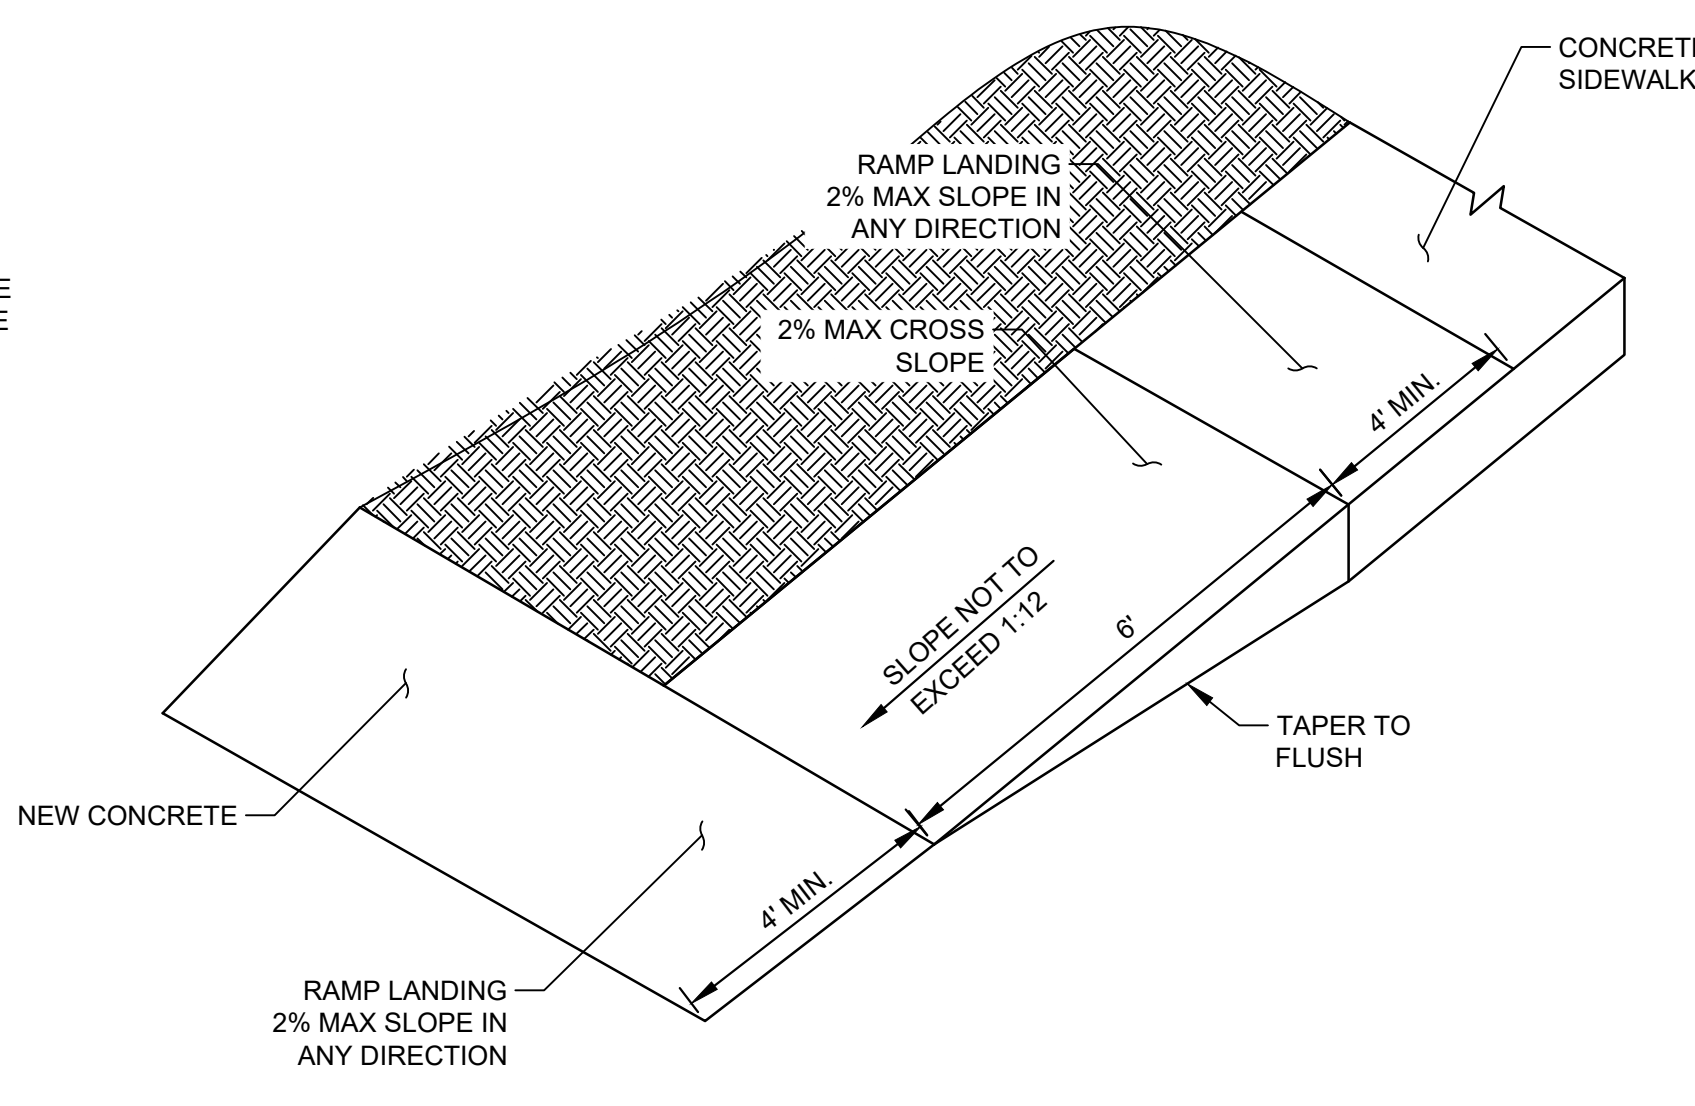 CONCRET
SIDEWALK
RAMP LANDING
2% MAX SLOPE IN
ANY DIRECTION
E
E
2% MAX CROSS
SLOPE
4' MIN.
SLOPE NOT TO
EXCEED 1:12
6'
TAPER TO
FLUSH
NEW CONCRETE
4' MIN.
RAMP LANDING
2% MAX SLOPE IN
ANY DIRECTION